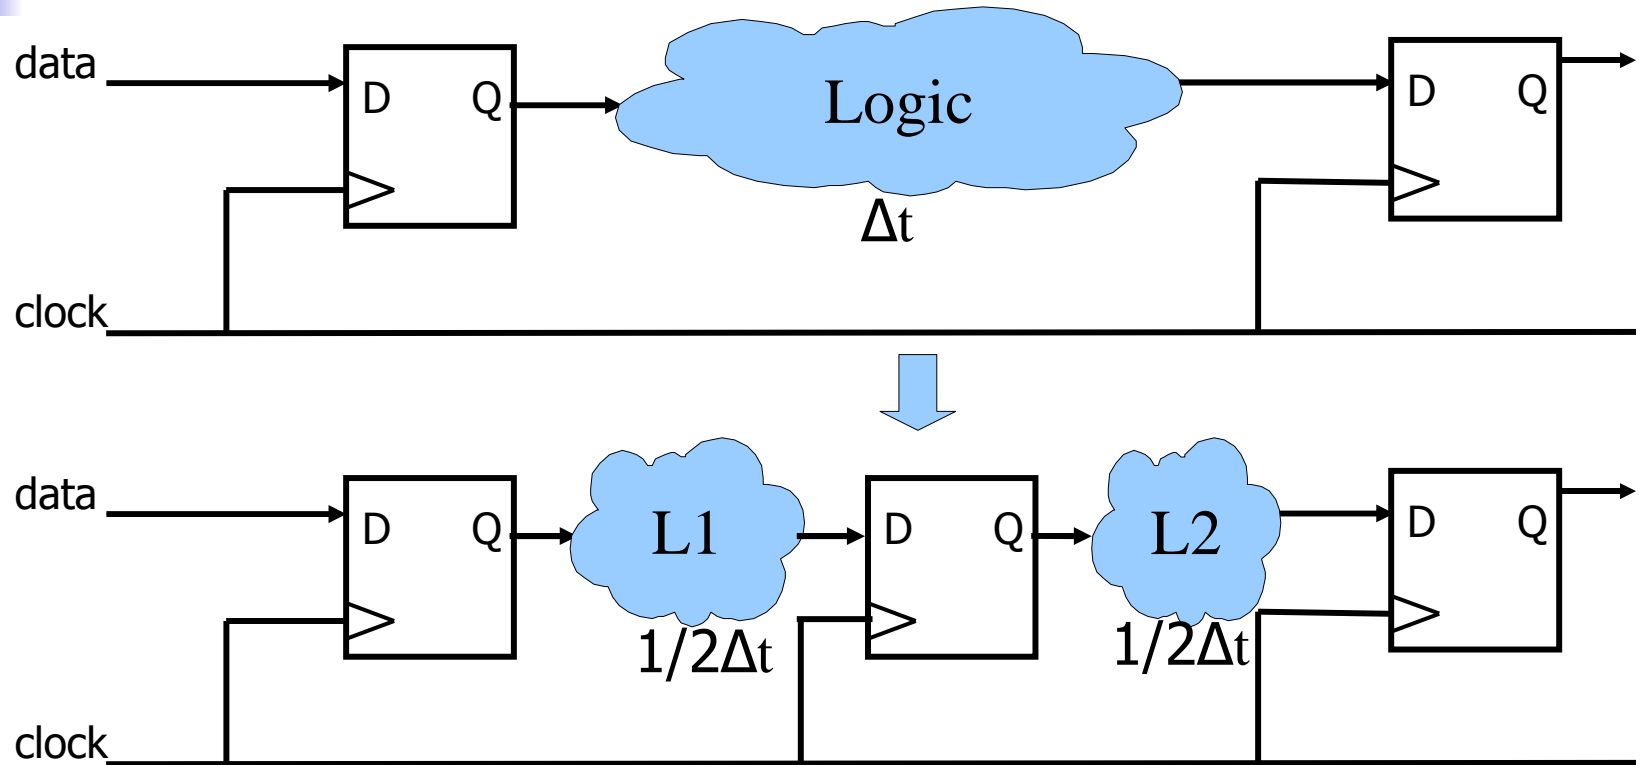 data
D Q
Logic
D Q
Δt
clock
data
D Q
L1
D Q
L2
D Q
1/2Δt
1/2Δt
clock